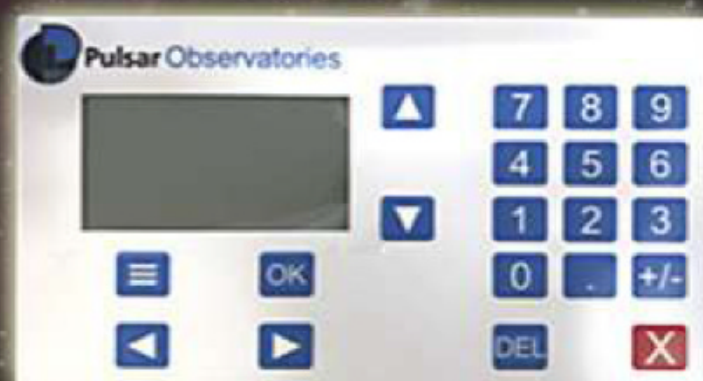 Pulsar Observatories
7 8 9
4 5 6
1 2 3
OK 0 . +/-
DEL X